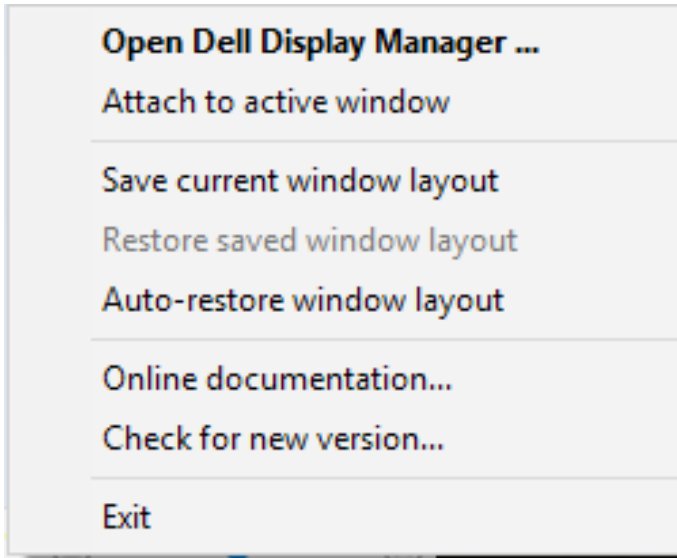 Open Dell Display Manager ...
Attach to active window
Save current window layout
Restore saved window layout
Auto-restore window layout
Online documentation...
Check for new version...
Exit